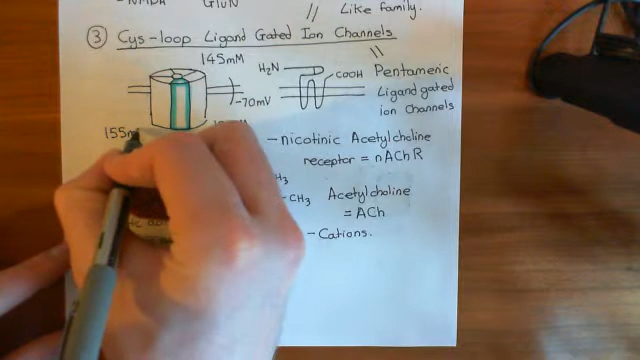 -NMDA GluN
Like family.
③ Cys-loop Ligand Gated Ion Channels
145mM
H₂N
COOH
Pentameric
Ligand gated
ion Channels
-70mV
155m
-nicotinic Acetylcholine
receptor = nAChR
H₃
-CH₃
Acetylcholine
= ACh
-Cations.